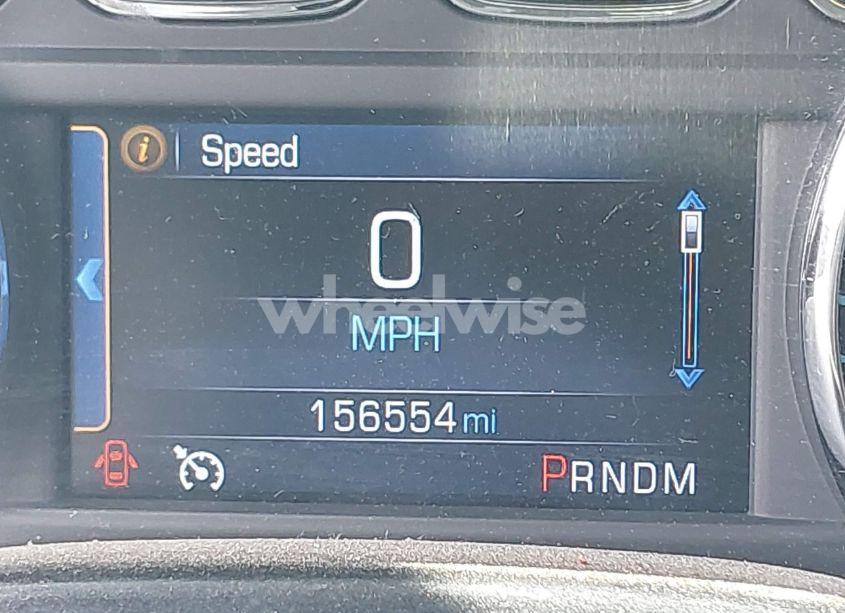 i Speed
0
wheelwise
MPH
156554 mi
PRNDM